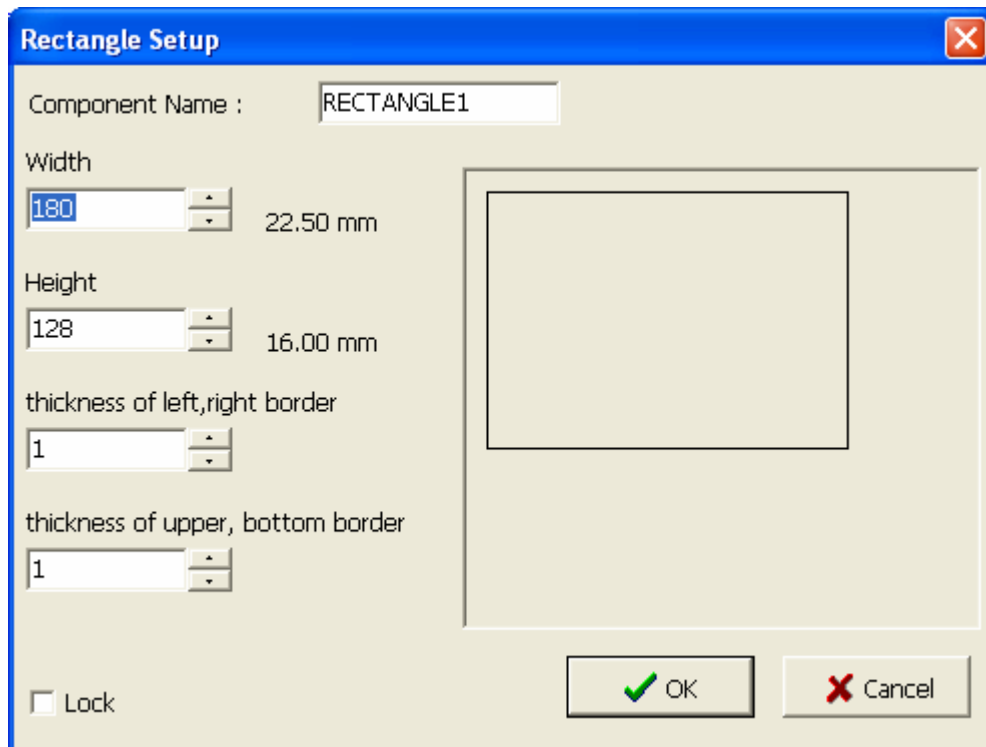 Rectangle Setup
Component Name : RECTANGLE1
Width
180
22.50 mm
Height
128
16.00 mm
thickness of left,right border
1
thickness of upper, bottom border
1
Lock
OK
Cancel